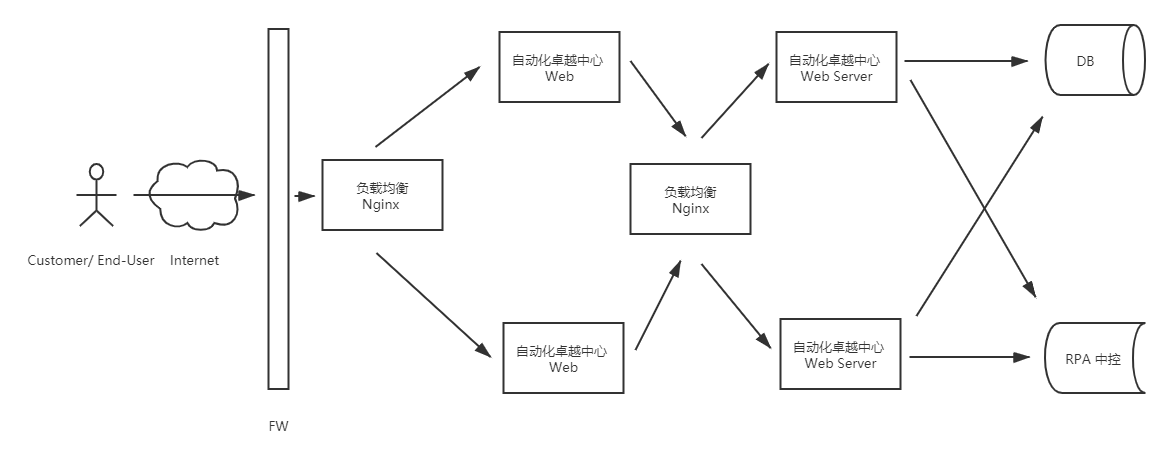 Customer/ End-User
Internet
FW
负载均衡
Nginx
自动化卓越中心
Web
自动化卓越中心
Web
负载均衡
Nginx
自动化卓越中心
Web Server
自动化卓越中心
Web Server
DB
RPA 中控